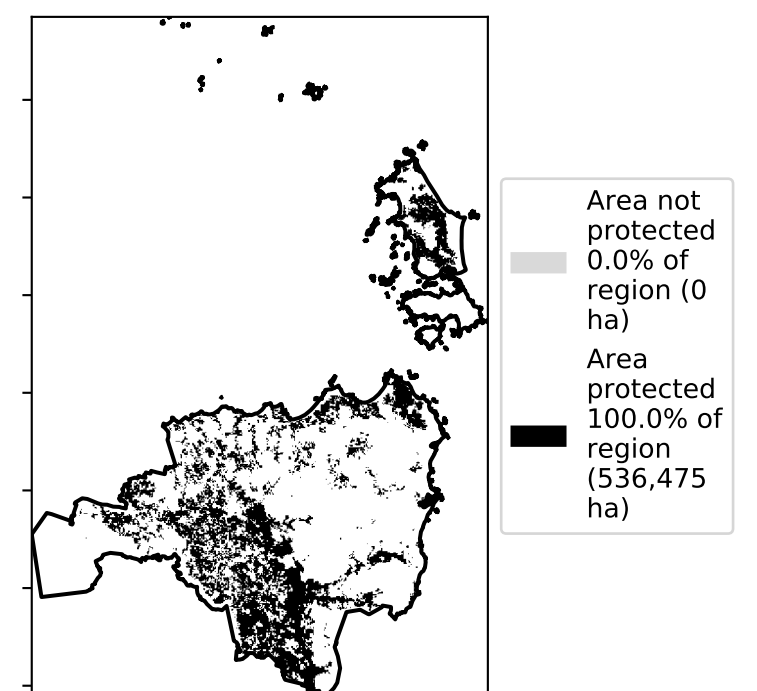 Area not
protected
0.0% of
region (0
ha)
Area
protected
100.0% of
region
(536,475
ha)